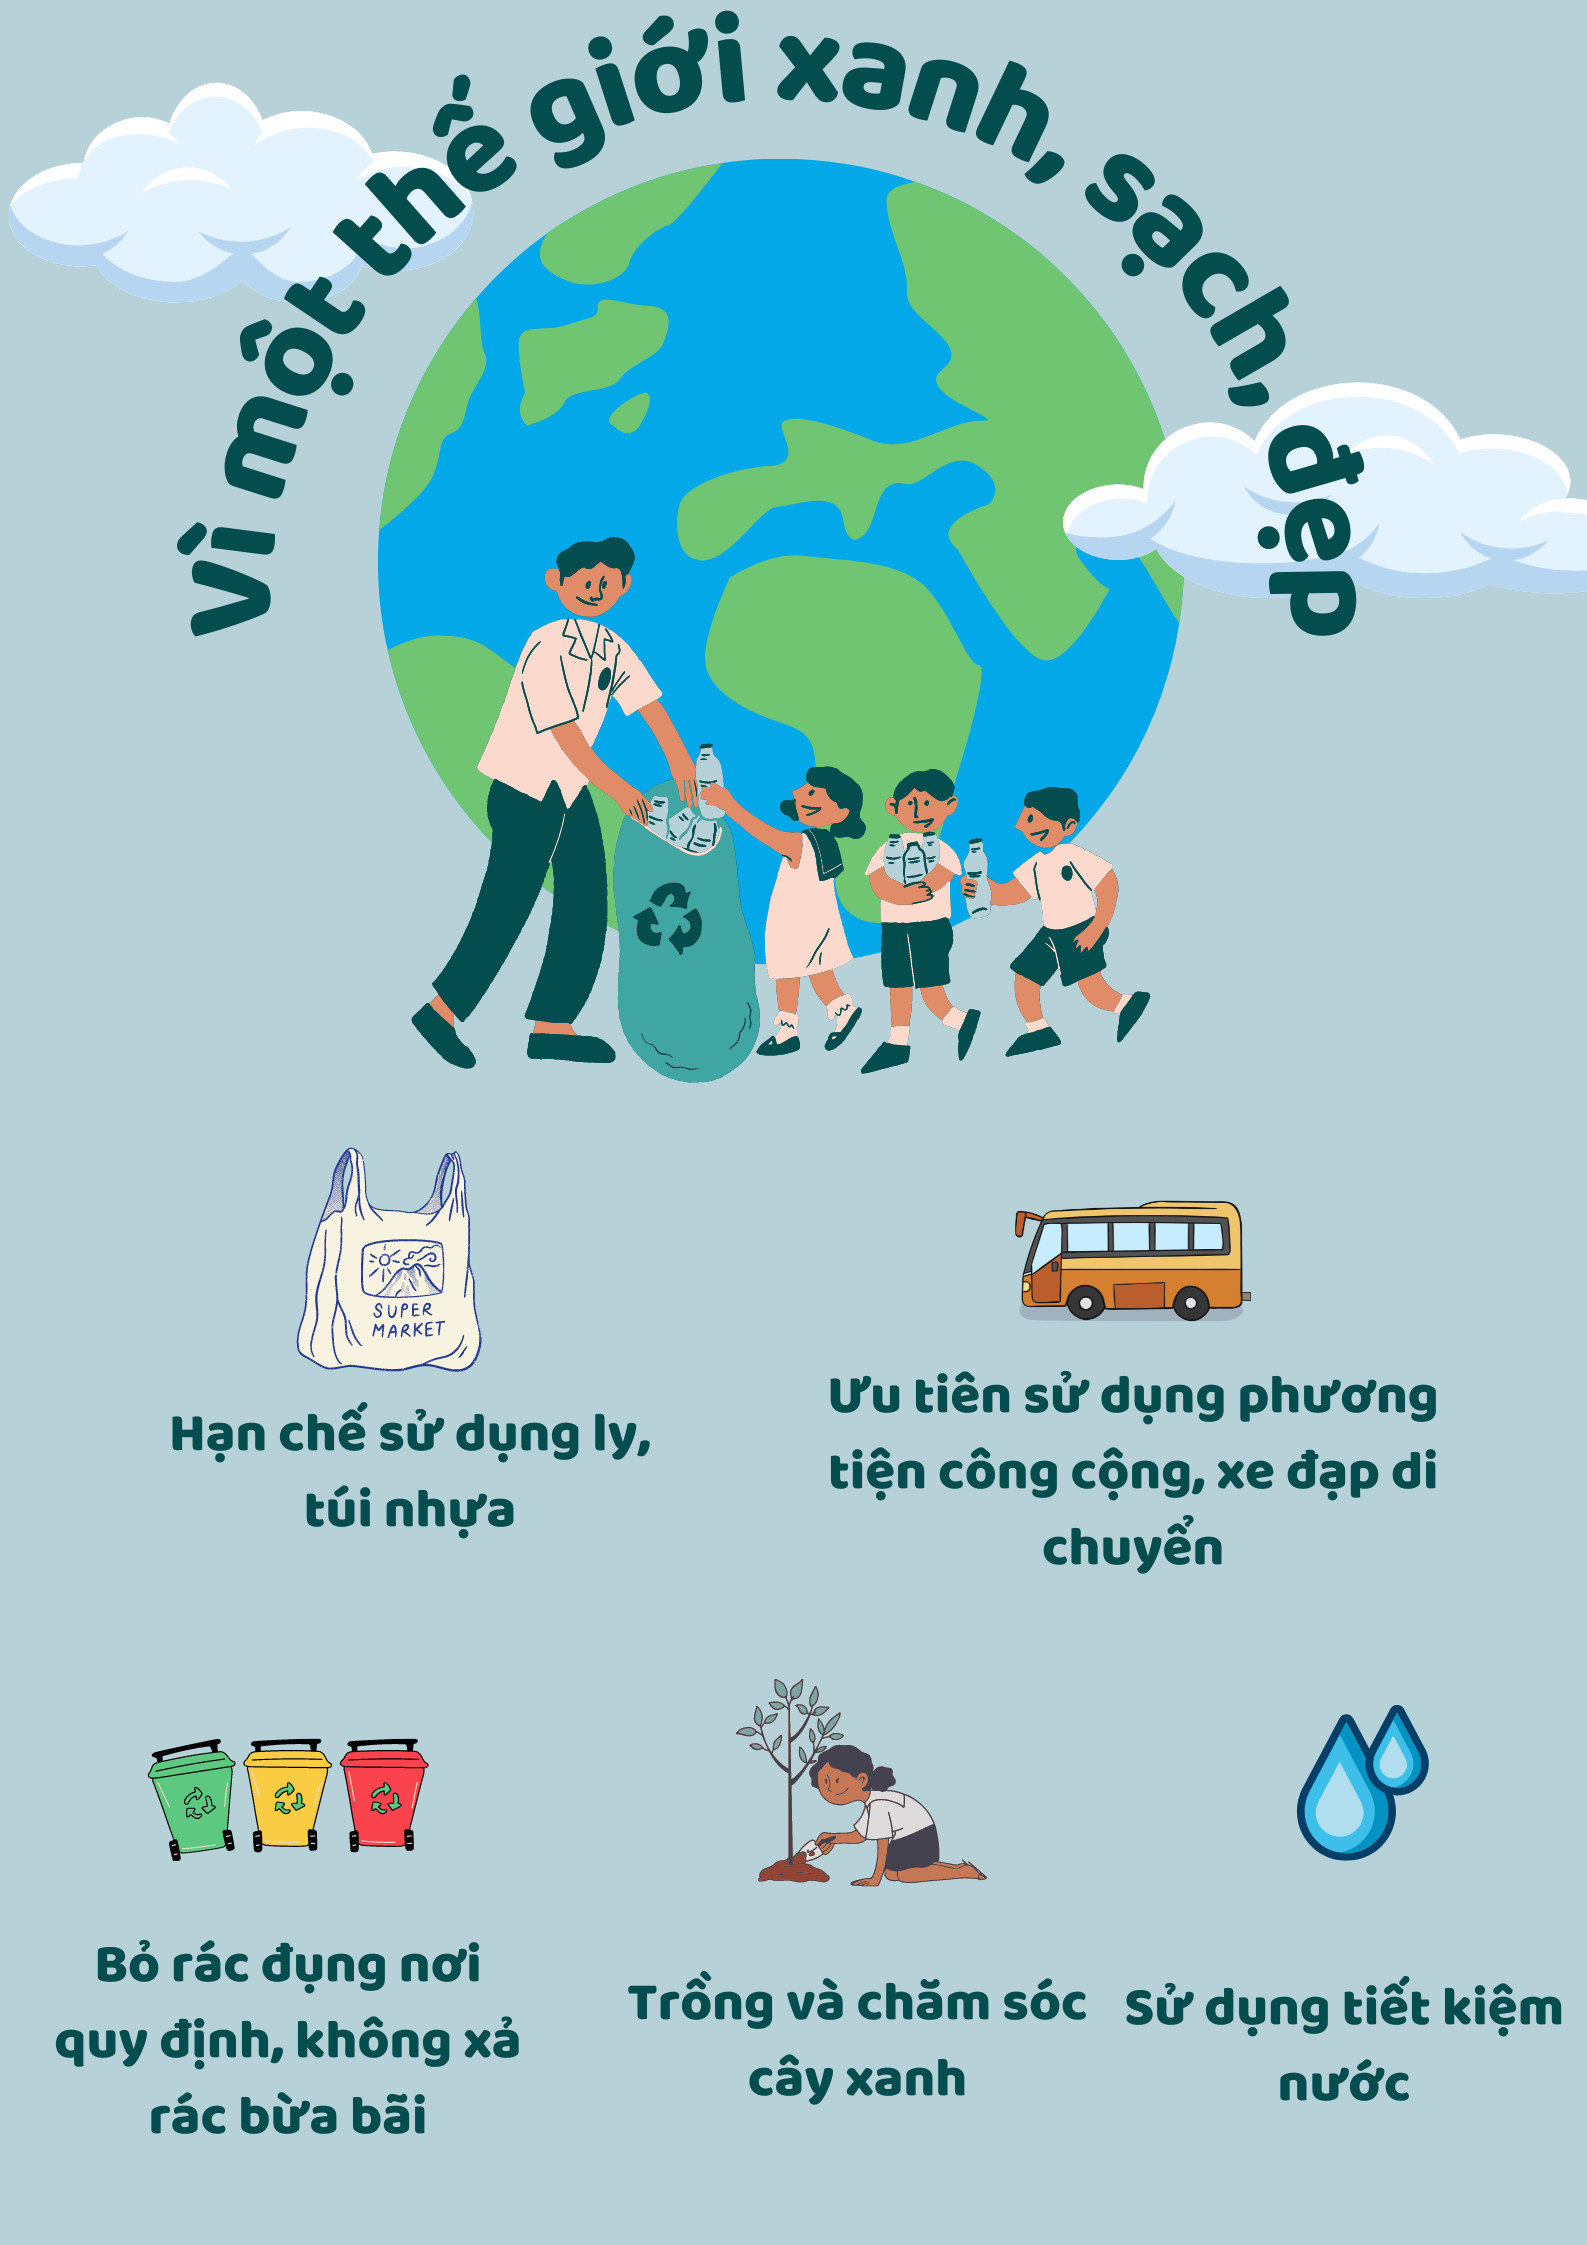 Vì một thế giới xanh, sạch, đẹp
SUPER
MARKET
Hạn chế sử dụng ly,
túi nhựa
Ưu tiên sử dụng phương
tiện công cộng, xe đạp di
chuyển
Bỏ rác đụng nơi
quy định, không xả
rác bừa bãi
Trồng và chăm sóc
cây xanh
Sử dụng tiết kiệm
nước